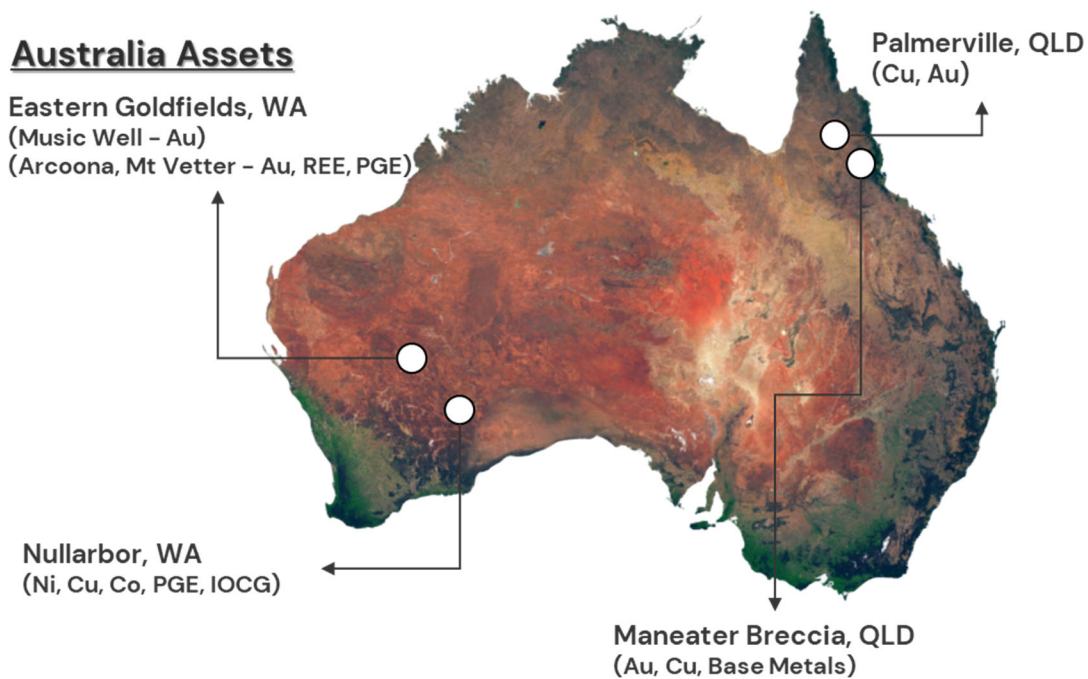 Australia Assets
Eastern Goldfields, WA
(Music Well – Au)
(Arcoona, Mt Vetter – Au, REE, PGE)
Palmerville, QLD
(Cu, Au)
Nullarbor, WA
(Ni, Cu, Co, PGE, IOCG)
Maneater Breccia, QLD
(Au, Cu, Base Metals)